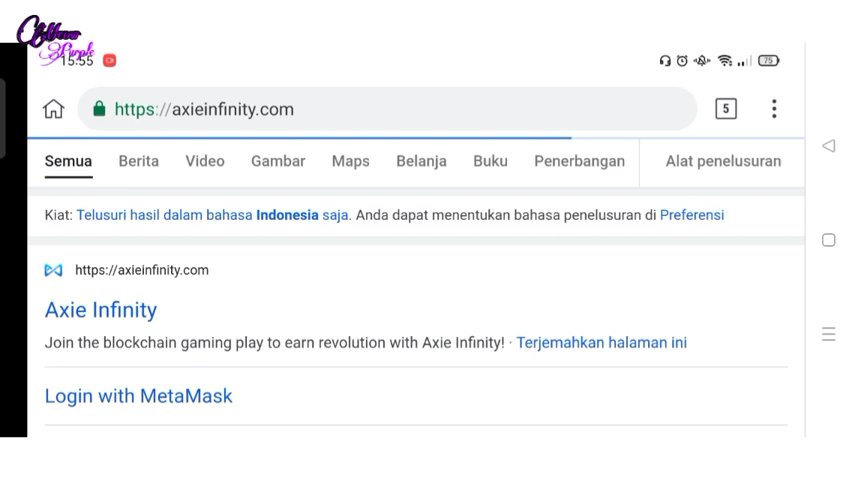 Purple
15:55
75
https://axieinfinity.com
5
Semua Berita Video Gambar Maps Belanja Buku Penerbangan Alat penelusuran
Kiat: Telusuri hasil dalam bahasa Indonesia saja. Anda dapat menentukan bahasa penelusuran di Preferensi
https://axieinfinity.com
Axie Infinity
Join the blockchain gaming play to earn revolution with Axie Infinity! · Terjemahkan halaman ini
Login with MetaMask